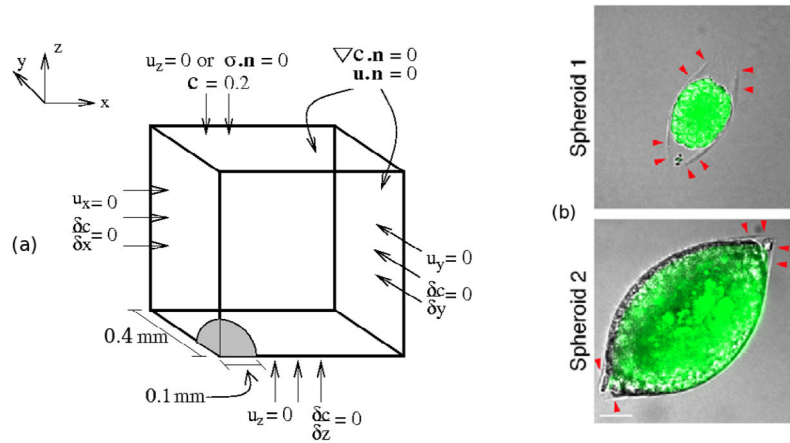 z
y
x
u_z = 0 or σ.n = 0
c = 0.2
▽c.n = 0
u.n = 0
u_x = 0
δc
δx = 0
(a)
u_y = 0
δc
δy = 0
0.4 mm
0.1 mm
u_z = 0
δc
δz = 0
Spheroid 1
(b)
Spheroid 2